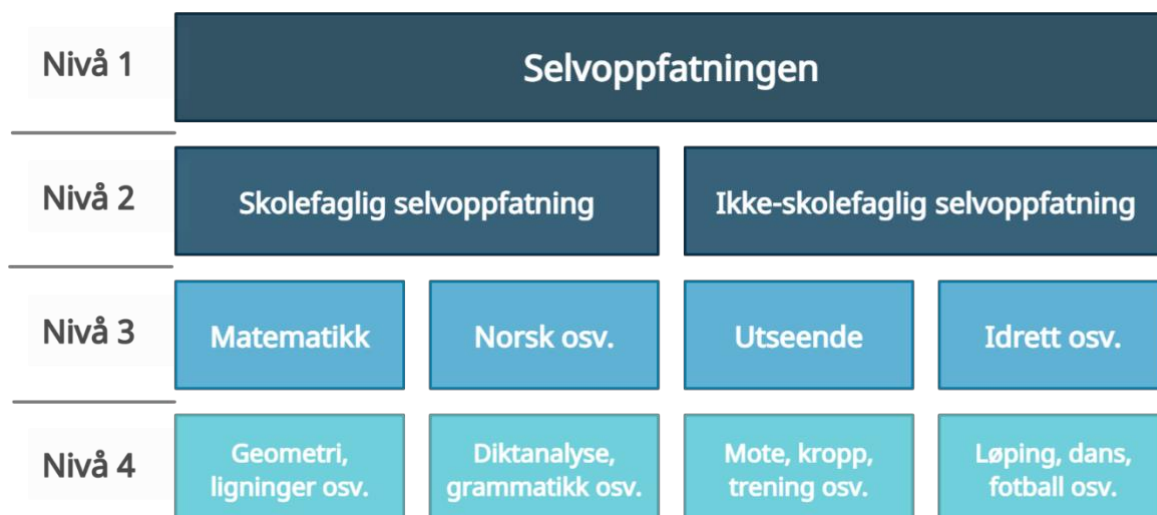 Nivå 1
Selvoppfatningen
Nivå 2
Skolefaglig selvoppfatning
Ikke-skolefaglig selvoppfatning
Nivå 3
Matematikk
Norsk osv.
Utseende
Idrett osv.
Nivå 4
Geometri,
ligninger osv.
Diktanalyse,
grammatikk osv.
Mote, kropp,
trening osv.
Løping, dans,
fotball osv.